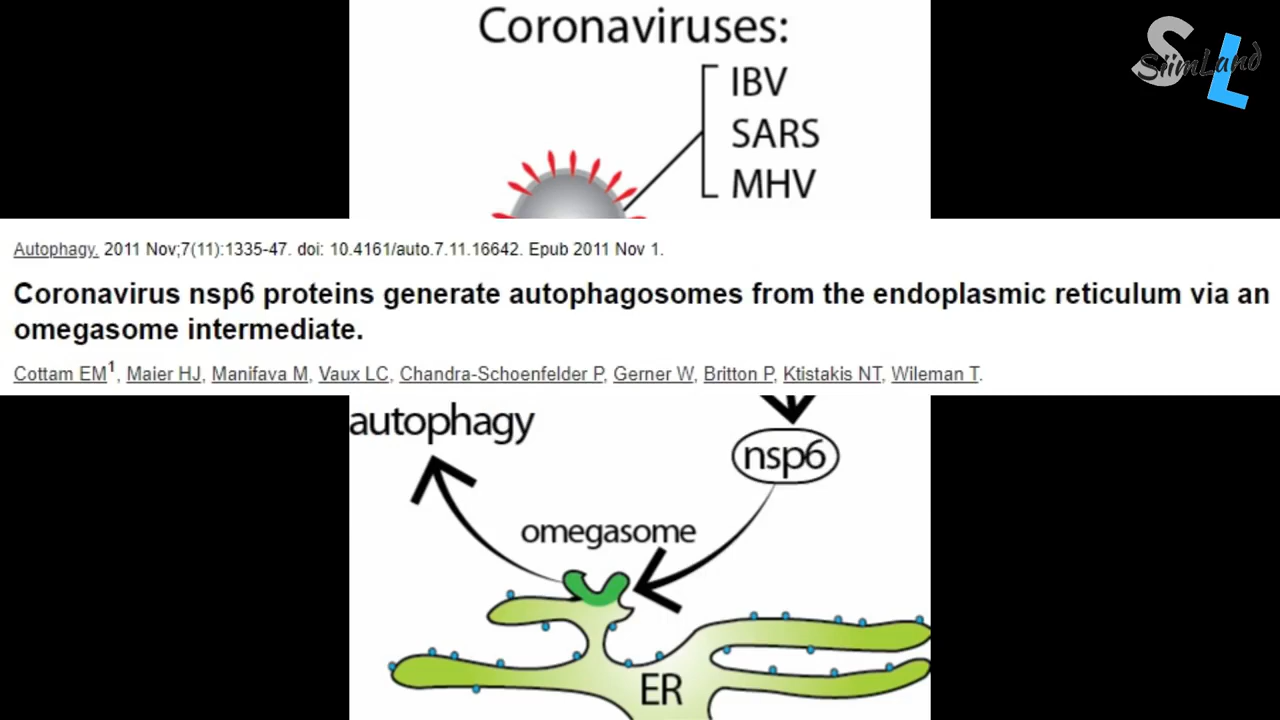 Coronaviruses:
IBV
SARS
MHV
SL
SiimLand
Autophagy. 2011 Nov;7(11):1335-47. doi: 10.4161/auto.7.11.16642. Epub 2011 Nov 1.
Coronavirus nsp6 proteins generate autophagosomes from the endoplasmic reticulum via an
omegasome intermediate.
Cottam EM1, Maier HJ, Manifava M, Vaux LC, Chandra-Schoenfelder P, Gerner W, Britton P, Ktistakis NT, Wileman T.
autophagy
nsp6
omegasome
ER